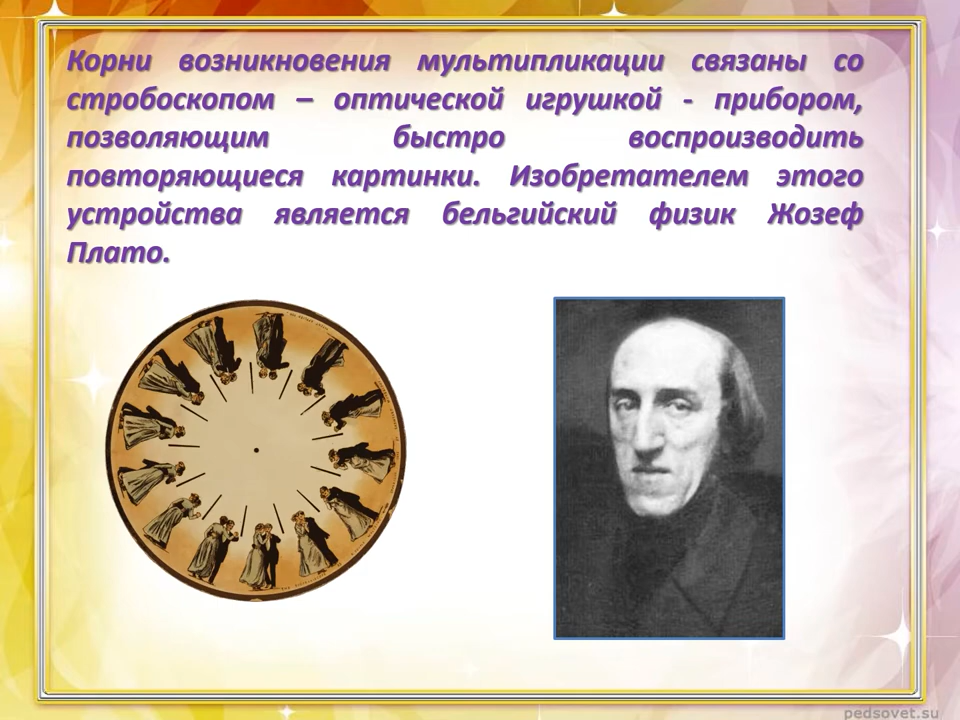 Корни возникновения мультипликации связаны со
стробоскопом – оптической игрушкой - прибором,
позволяющим быстро воспроизводить
повторяющиеся картинки. Изобретателем этого
устройства является бельгийский физик Жозеф
Плато.
pedsovet.su